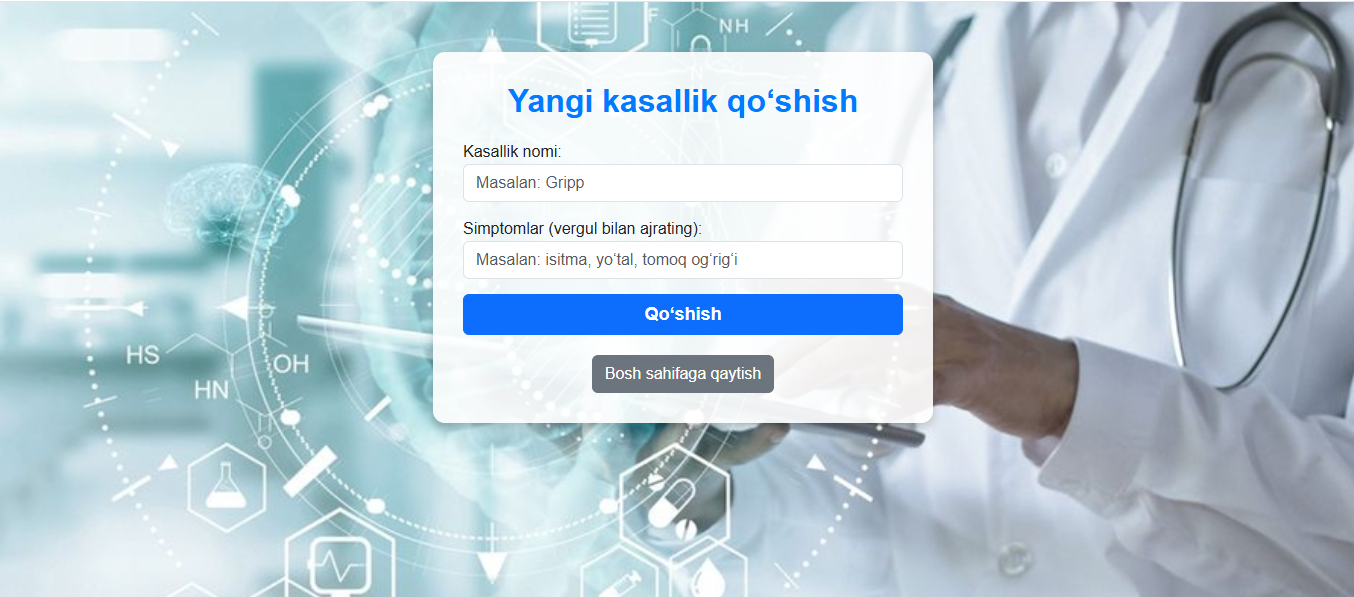 F
NH
N
Yangi kasallik qo‘shish
Kasallik nomi:
Masalan: Gripp
Simptomlar (vergul bilan ajrating):
Masalan: isitma, yo‘tal, tomoq og‘rig‘i
Qo‘shish
Bosh sahifaga qaytish
O
HS
OH
HN
O